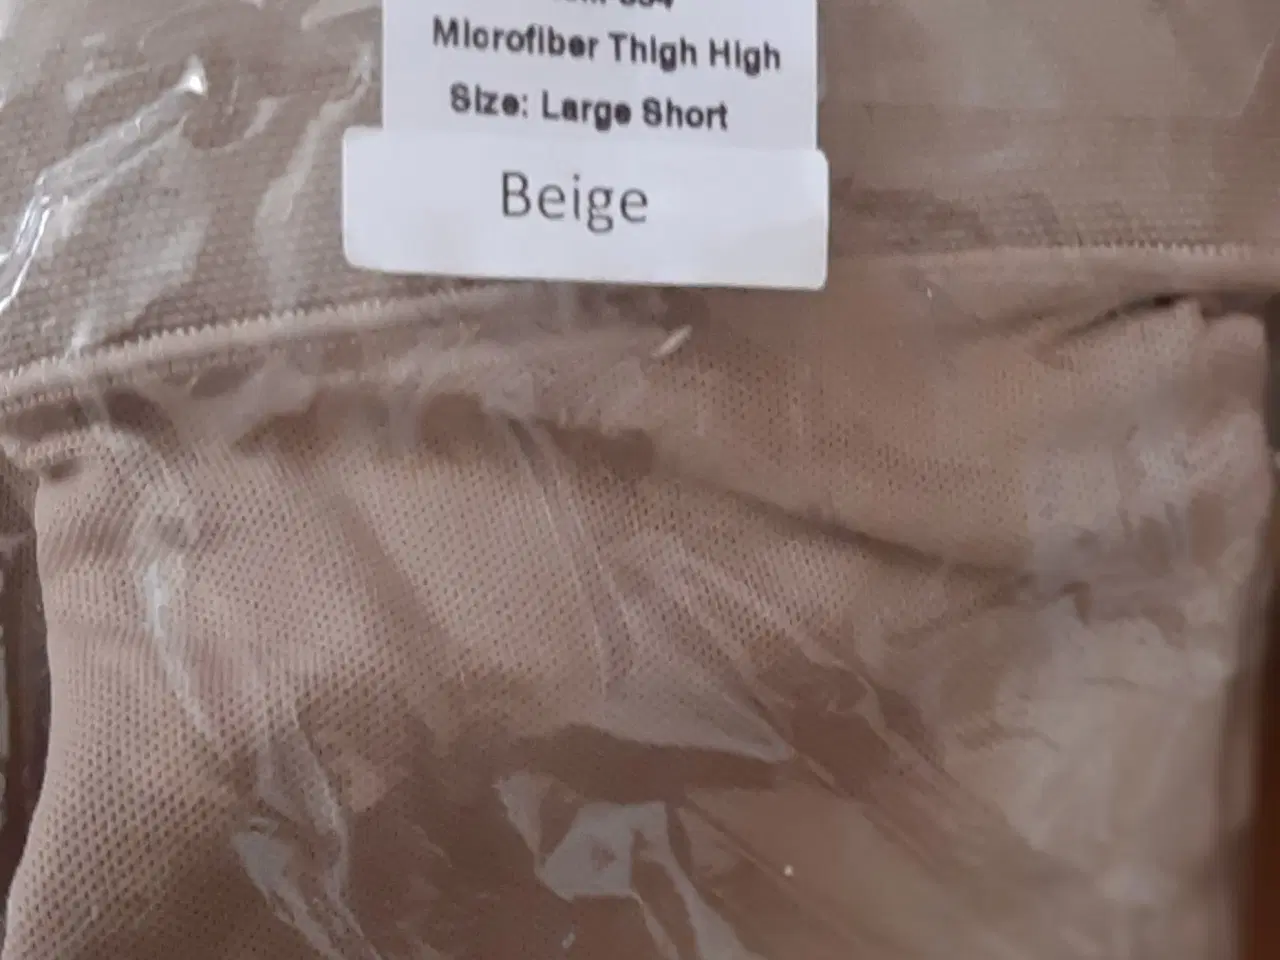 Microfiber Thigh High
Size: Large Short
Beige